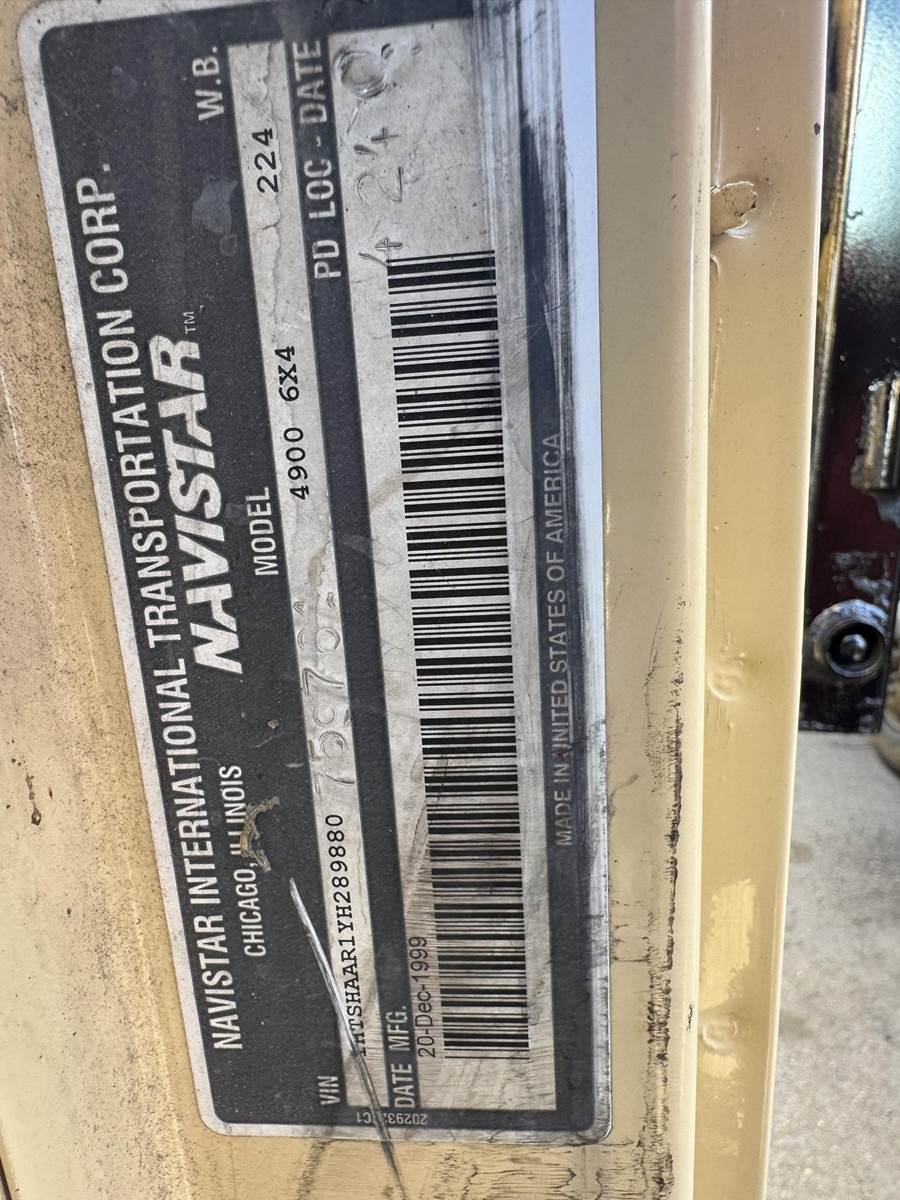 NAVISTAR INTERNATIONAL TRANSPORTATION CORP.
CHICAGO, ILLINOIS NAVISTAR™
VIN MODEL W.B.
1HTSHAAR1YH289880 4900 6X4 224
DATE MFG. PD LOC - DATE
20-Dec-1999
MADE IN UNITED STATES OF AMERICA